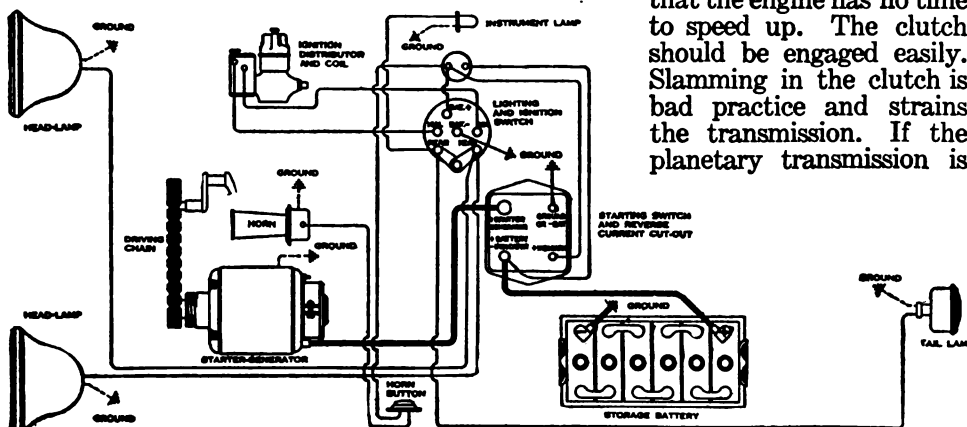 that the engine has no time
to speed up. The clutch
should be engaged easily.
Slamming in the clutch is
bad practice and strains
the transmission. If the
planetary transmission is
GROUND
IGNITION
DISTRIBUTOR
AND COIL
INSTRUMENT LAMP
GROUND
HEAD-LAMP
LIGHTING
AND IGNITION
SWITCH
GROUND
GROUND
HORN
DRIVING
CHAIN
GROUND
STARTING SWITCH
AND REVERSE
CURRENT CUT-OUT
HEAD-LAMP
STARTER-GENERATOR
GROUND
GROUND
TAIL LAM
HORN
BUTTON
STORAGE BATTERY
GROUND